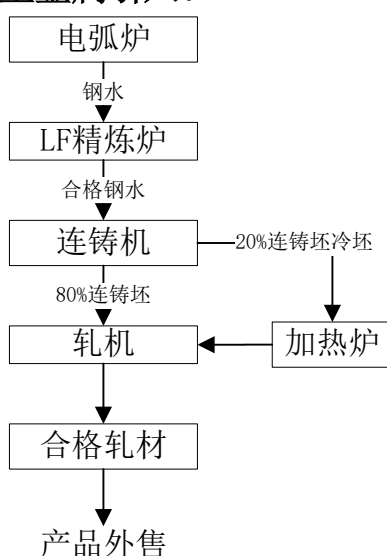 电弧炉
钢水
LF精炼炉
合格钢水
连铸机
20%连铸坯冷坯
80%连铸坯
轧机
加热炉
合格轧材
产品外售